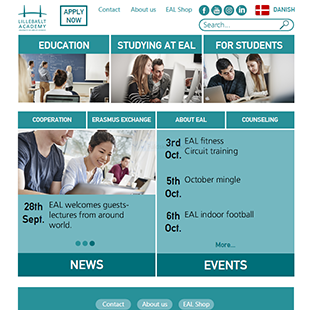 LILLEBAELT
ACADEMY
APPLY
NOW
Contact About us EAL Shop
DANISH
Search...
EDUCATION STUDYING AT EAL FOR STUDENTS
COOPERATION ERASMUS EXCHANGE ABOUT EAL COUNSELING
28th
Sept.
EAL welcomes guests-
lectures from around
world.
NEWS
3rd
Oct.
EAL fitness
Circuit training
5th
Oct.
October mingle
6th
Oct.
EAL indoor football
More...
EVENTS
Contact About us EAL Shop